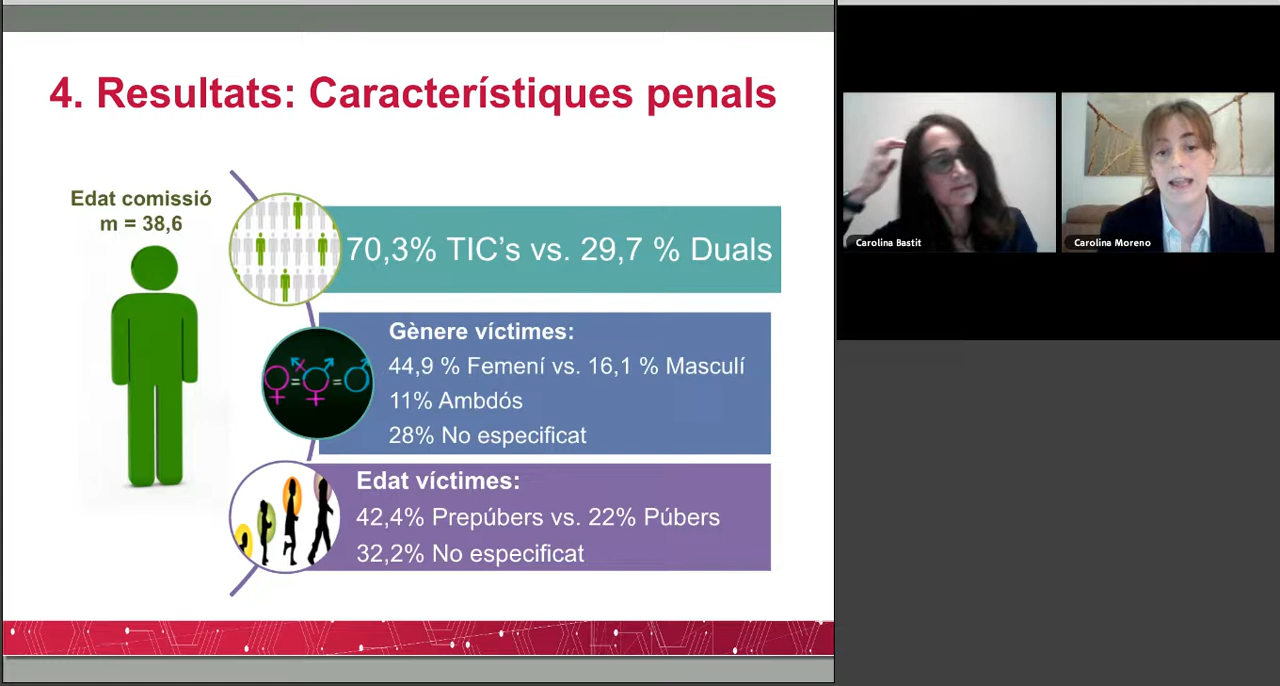 4. Resultats: Característiques penals
Edat comissió
m = 38,6
70,3% TIC’s vs. 29,7 % Duals
Gènere víctimes:
44,9 % Femení vs. 16,1 % Masculí
11% Ambdós
28% No especificat
Edat víctimes:
42,4% Prepúbers vs. 22% Púbers
32,2% No especificat
Carolina Bastit
Carolina Moreno